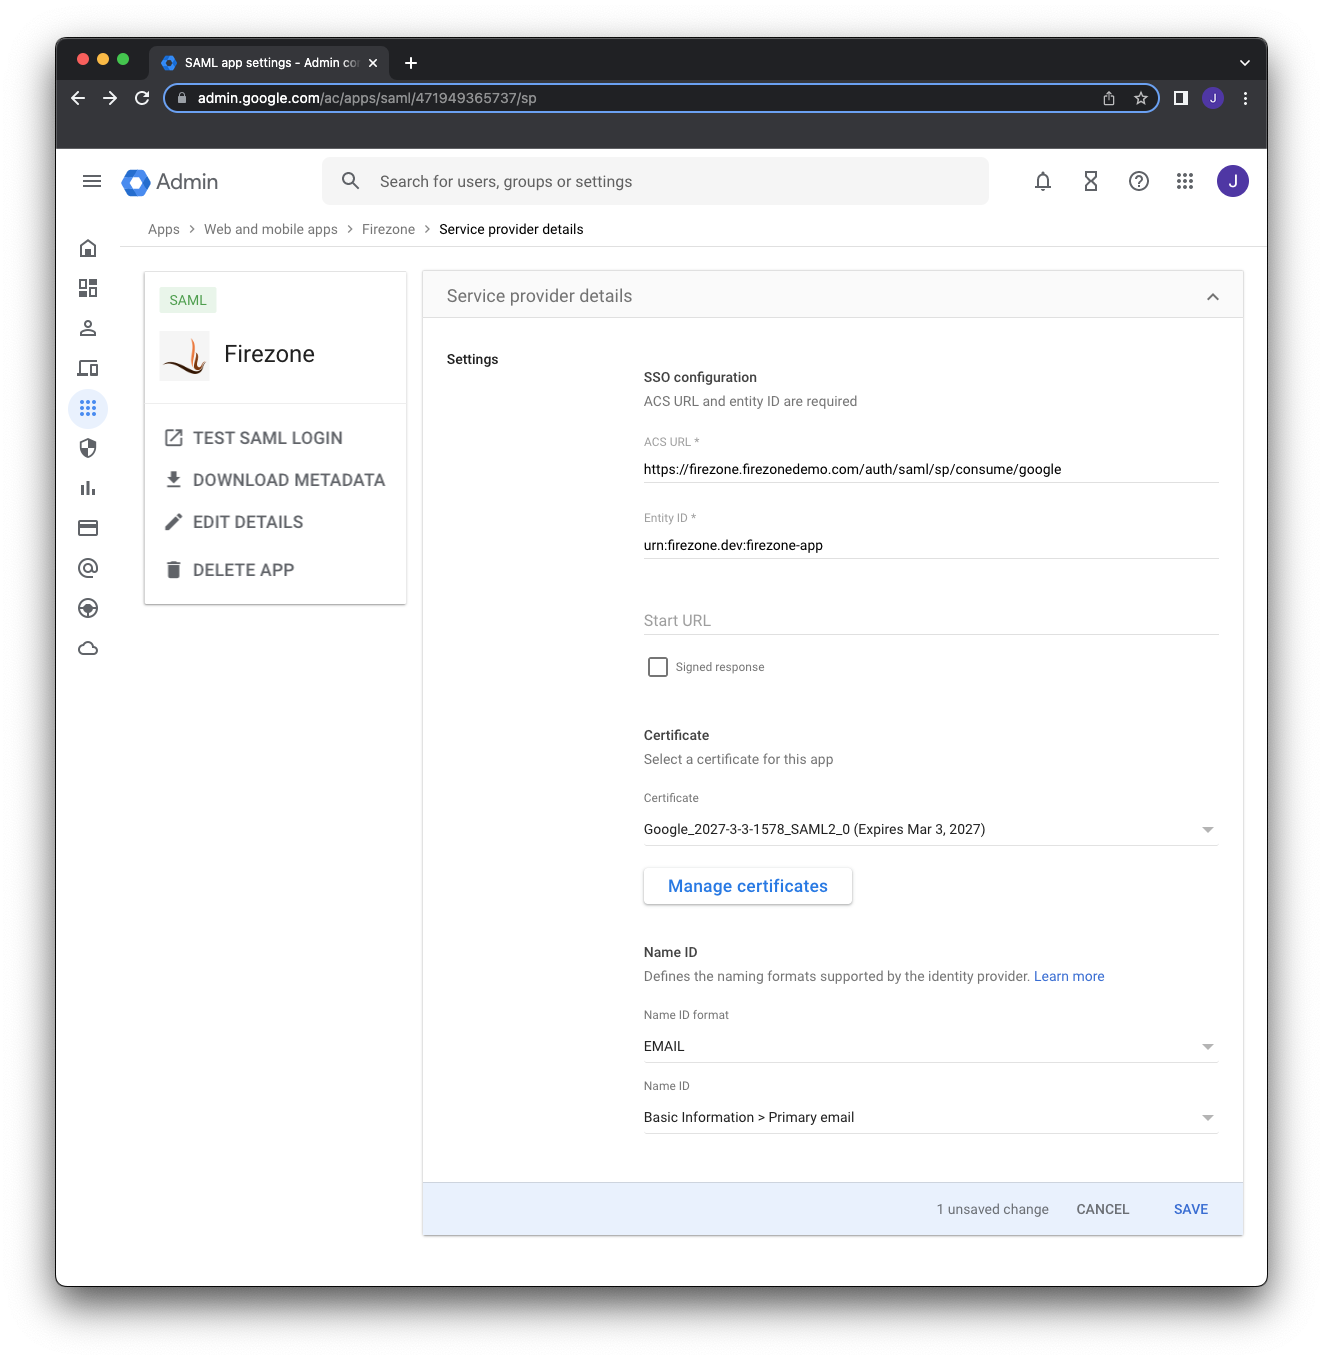 SAML app settings - Admin co
admin.google.com/ac/apps/saml/471949365737/sp
J
Admin
Search for users, groups or settings
J
Apps > Web and mobile apps > Firezone > Service provider details
SAML
Firezone
TEST SAML LOGIN
DOWNLOAD METADATA
EDIT DETAILS
DELETE APP
Service provider details
Settings
SSO configuration
ACS URL and entity ID are required
ACS URL *
https://firezone.firezonedemo.com/auth/saml/sp/consume/google
Entity ID *
urn:firezone.dev:firezone-app
Start URL
Signed response
Certificate
Select a certificate for this app
Certificate
Google_2027-3-3-1578_SAML2_0 (Expires Mar 3, 2027)
Manage certificates
Name ID
Defines the naming formats supported by the identity provider. Learn more
Name ID format
EMAIL
Name ID
Basic Information > Primary email
1 unsaved change CANCEL SAVE